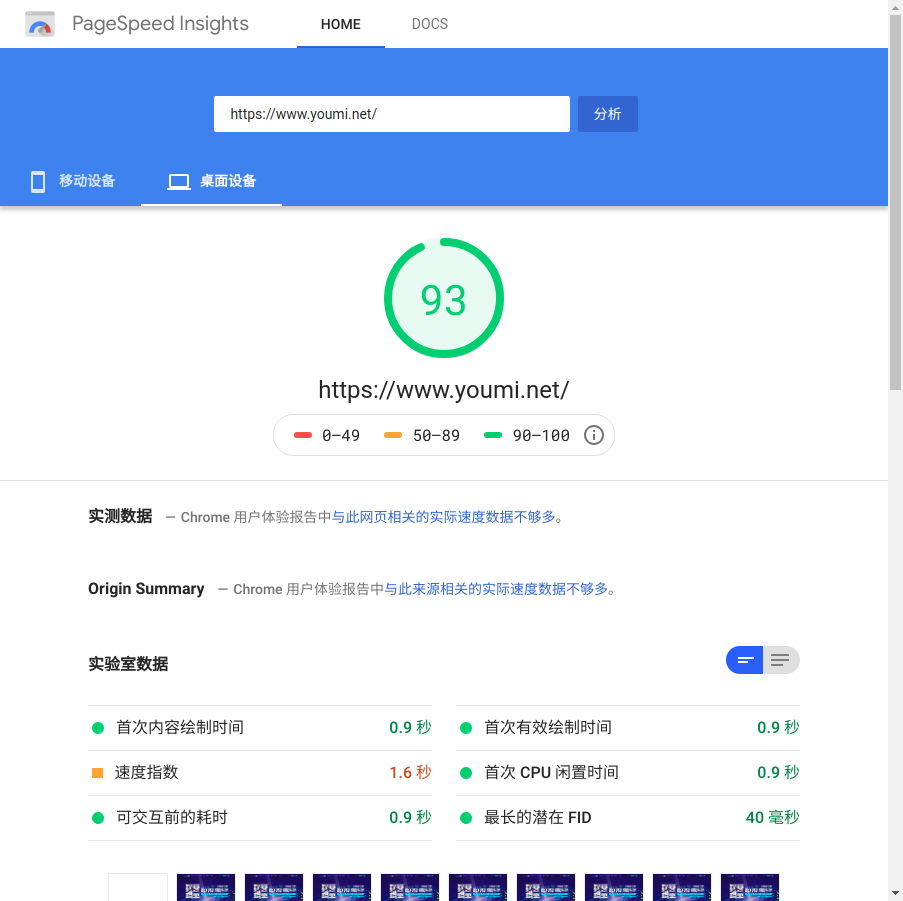 PageSpeed Insights HOME DOCS
https://www.youmi.net/ 分析
移动设备 桌面设备
93
https://www.youmi.net/
0–49 50–89 90–100
实测数据 — Chrome 用户体验报告中与此网页相关的实际速度数据不够多。
Origin Summary — Chrome 用户体验报告中与此来源相关的实际速度数据不够多。
实验室数据
首次内容绘制时间 0.9 秒 首次有效绘制时间 0.9 秒
速度指数 1.6 秒 首次 CPU 闲置时间 0.9 秒
可交互前的耗时 0.9 秒 最长的潜在 FID 40 毫秒